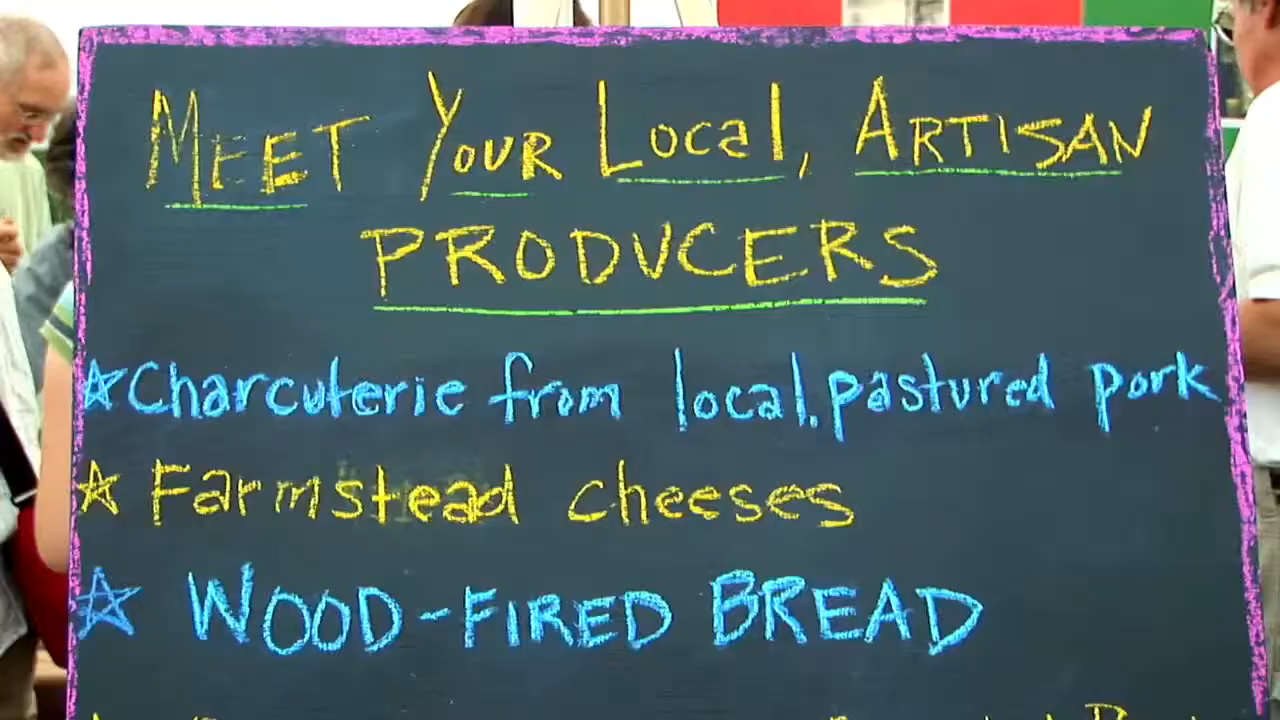 MEET YOUR LOCAL, ARTISAN
PRODUCERS
☆Charcuterie from local, pastured pork
☆ Farmstead cheeses
☆ WOOD-FIRED BREAD